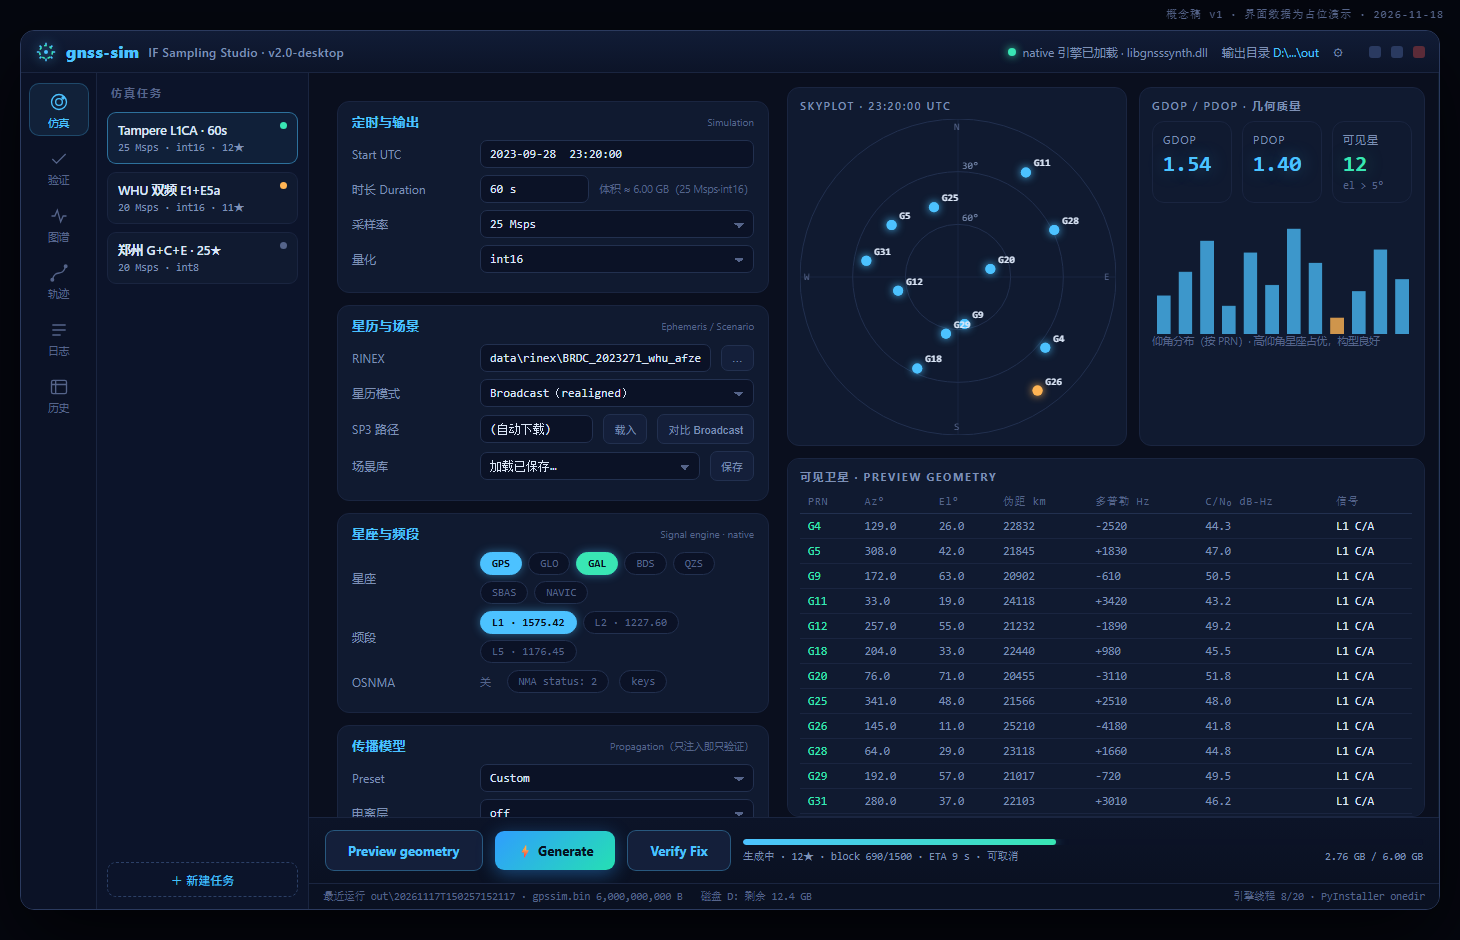 概念稿 v1 · 界面数据为占位演示 · 2026-11-18
gnss-sim IF Sampling Studio · v2.0-desktop
native 引擎已加载 · libgnsssynth.dll 输出目录 D:\...\out
仿真
验证
图谱
轨迹
日志
历史
仿真任务
Tampere L1CA · 60s
25 Msps · int16 · 12★
WHU 双频 E1+E5a
20 Msps · int16 · 11★
郑州 G+C+E · 25★
20 Msps · int8
+ 新建任务
定时与输出 Simulation
Start UTC 2023-09-28 23:20:00
时长 Duration 60 s 体积 ≈ 6.00 GB (25 Msps·int16)
采样率 25 Msps
量化 int16
星历与场景 Ephemeris / Scenario
RINEX data\rinex\BRDC_2023271_whu_afze ...
星历模式 Broadcast (realigned)
SP3 路径 (自动下载) 载入 对比 Broadcast
场景库 加载已保存… 保存
星座与频段 Signal engine · native
星座 GPS GLO GAL BDS QZS
SBAS NAVIC
频段 L1 · 1575.42 L2 · 1227.60
L5 · 1176.45
OSNMA 关 NMA status: 2 keys
传播模型 Propagation (只注入即只验证)
Preset Custom
电离层 off
SKYPLOT · 23:20:00 UTC
N
30°
60°
W
E
S
G11
G25
G5
G28
G31
G20
G12
G9
G29
G4
G18
G26
GDOP / PDOP · 几何质量
GDOP
1.54
PDOP
1.40
可见星
12
el > 5°
仰角分布 (按 PRN) · 高仰角星座占优, 构型良好
可见卫星 · PREVIEW GEOMETRY
PRN Az° El° 伪距 km 多普勒 Hz C/N₀ dB-Hz 信号
G4 129.0 26.0 22832 -2520 44.3 L1 C/A
G5 308.0 42.0 21845 +1830 47.0 L1 C/A
G9 172.0 63.0 20902 -610 50.5 L1 C/A
G11 33.0 19.0 24118 +3420 43.2 L1 C/A
G12 257.0 55.0 21232 -1890 49.2 L1 C/A
G18 204.0 33.0 22440 +980 45.5 L1 C/A
G20 76.0 71.0 20455 -3110 51.8 L1 C/A
G25 341.0 48.0 21566 +2510 48.0 L1 C/A
G26 145.0 11.0 25210 -4180 41.8 L1 C/A
G28 64.0 29.0 23118 +1660 44.8 L1 C/A
G29 192.0 57.0 21017 -720 49.5 L1 C/A
G31 280.0 37.0 22103 +3010 46.2 L1 C/A
Preview geometry Generate Verify Fix
生成中 · 12★ · block 690/1500 · ETA 9 s · 可取消 2.76 GB / 6.00 GB
最近运行 out\20261117T150257152117 · gpssim.bin 6,000,000,000 B 磁盘 D: 剩余 12.4 GB
引擎线程 8/20 · PyInstaller onedir